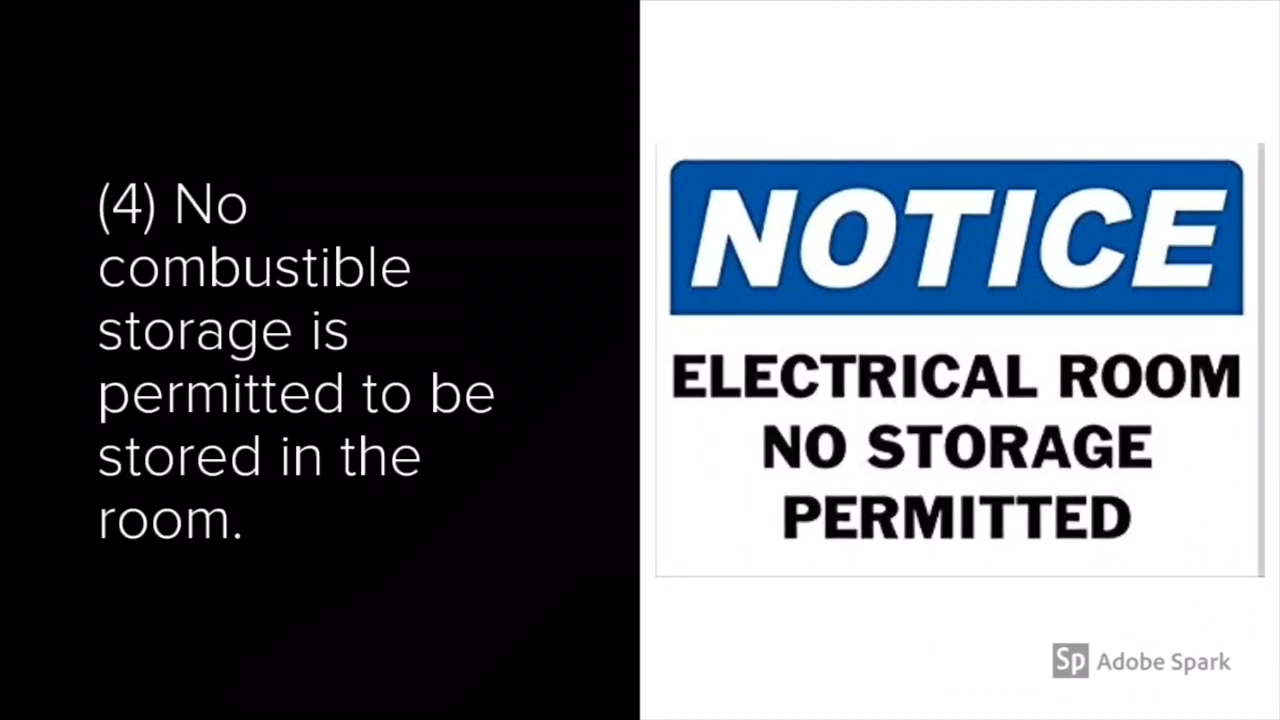 (4) No
combustible
storage is
permitted to be
stored in the
room.
NOTICE
ELECTRICAL ROOM
NO STORAGE
PERMITTED
Sp Adobe Spark